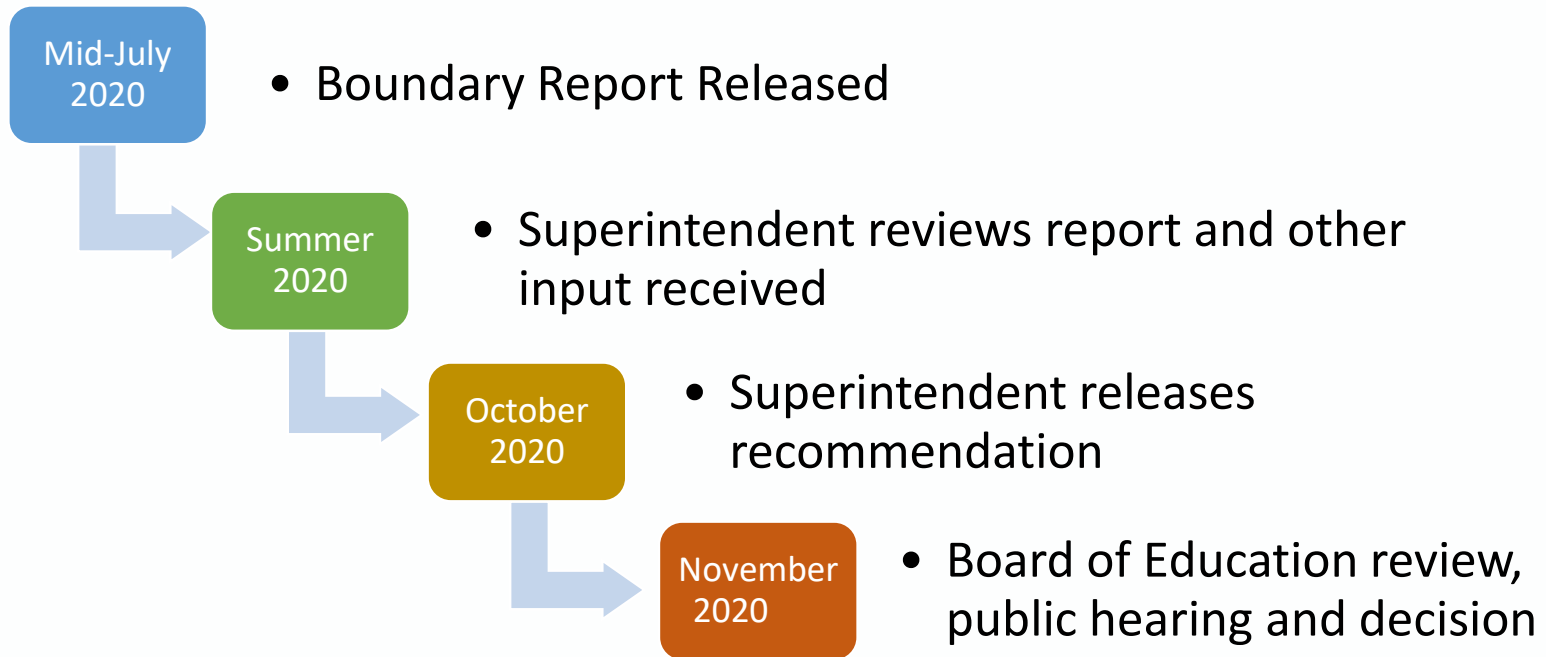 Mid-July
2020
• Boundary Report Released
Summer
2020
• Superintendent reviews report and other
input received
October
2020
• Superintendent releases
recommendation
November
2020
• Board of Education review,
public hearing and decision